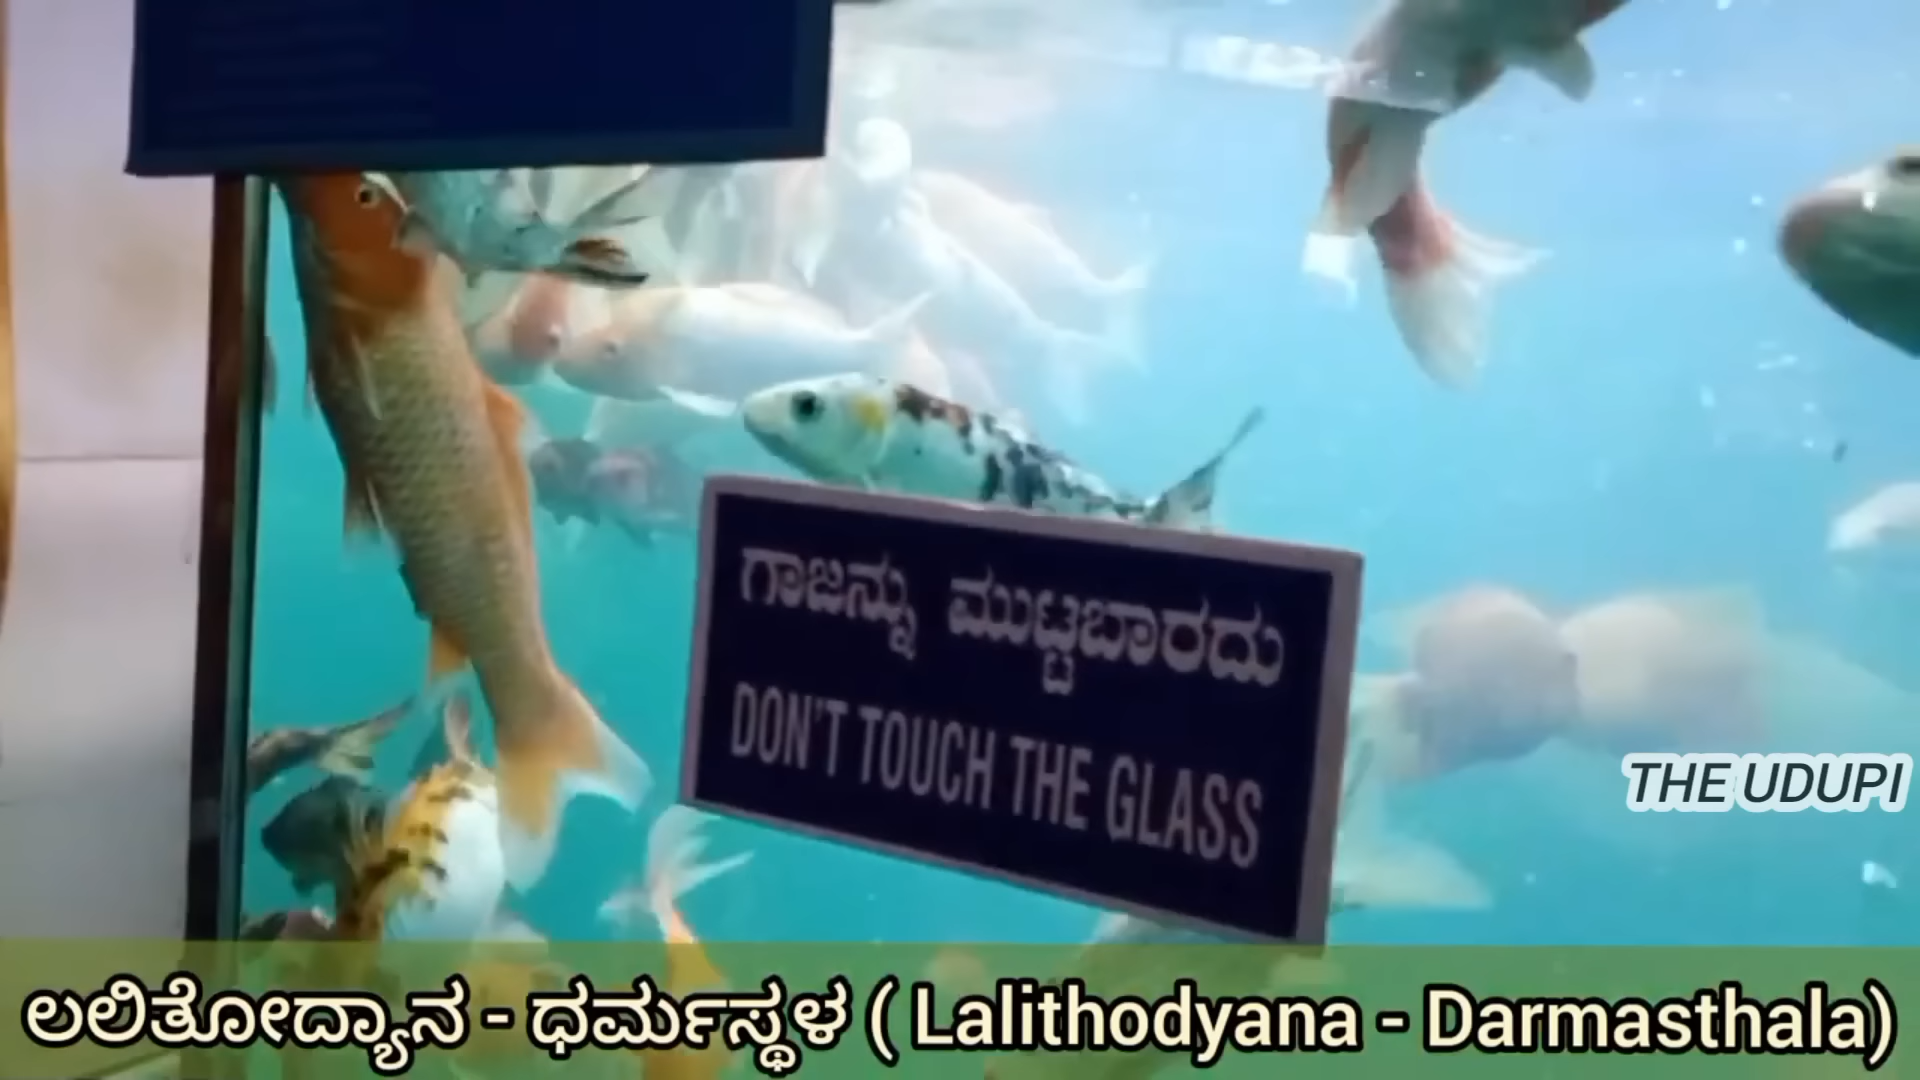 ಗಾಜನ್ನು ಮುಟ್ಟಬಾರದು
DON'T TOUCH THE GLASS
THE UDUPI
ಲಲಿತೋದ್ಯಾನ - ಧರ್ಮಸ್ಥಳ ( Lalithodyana - Darmasthala)